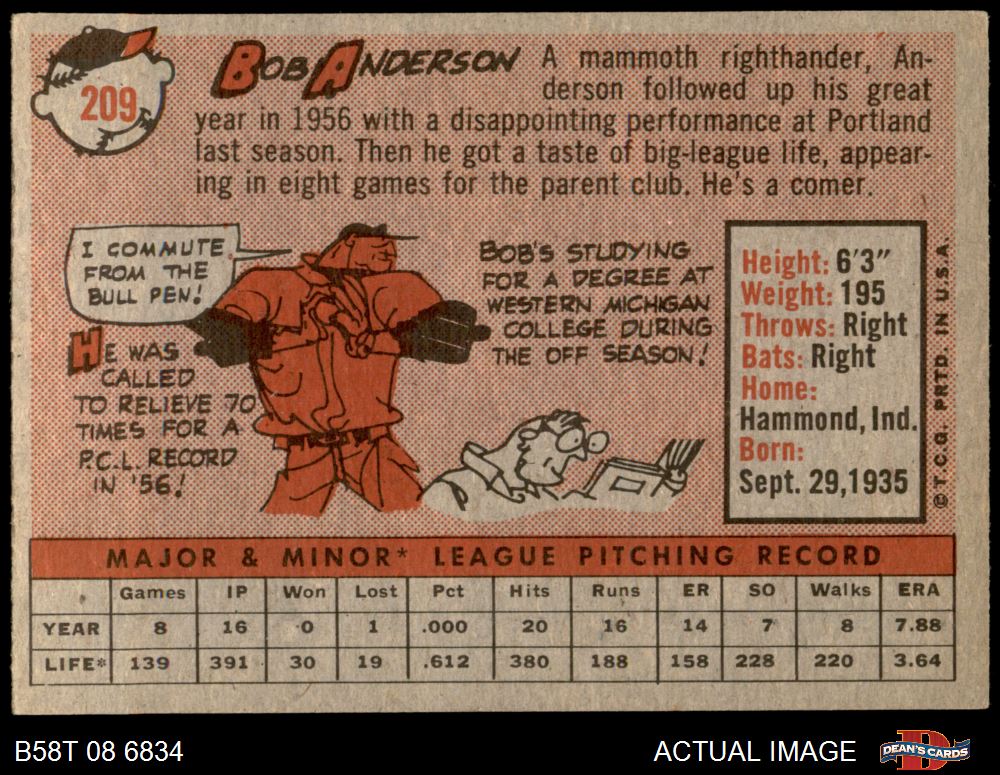 209
BOB ANDERSON A mammoth righthander, An-
derson followed up his great
year in 1956 with a disappointing performance at Portland
last season. Then he got a taste of big-league life, appear-
ing in eight games for the parent club. He's a comer.
I COMMUTE
FROM THE
BULL PEN!
HE WAS
CALLED
TO RELIEVE 70
TIMES FOR A
P.C.L. RECORD
IN '56!
BOB'S STUDYING
FOR A DEGREE AT
WESTERN MICHIGAN
COLLEGE DURING
THE OFF SEASON!
Height: 6'3"
Weight: 195
Throws: Right
Bats: Right
Home:
Hammond, Ind.
Born:
Sept. 29, 1935
© T.C.G. PRTD. IN U.S.A.
MAJOR & MINOR* LEAGUE PITCHING RECORD
Games IP Won Lost Pct Hits Runs ER SO Walks ERA
YEAR 8 16 0 1 .000 20 16 14 7 8 7.88
LIFE* 139 391 30 19 .612 380 188 158 228 220 3.64
B58T 08 6834
ACTUAL IMAGE
DEAN'S CARDS